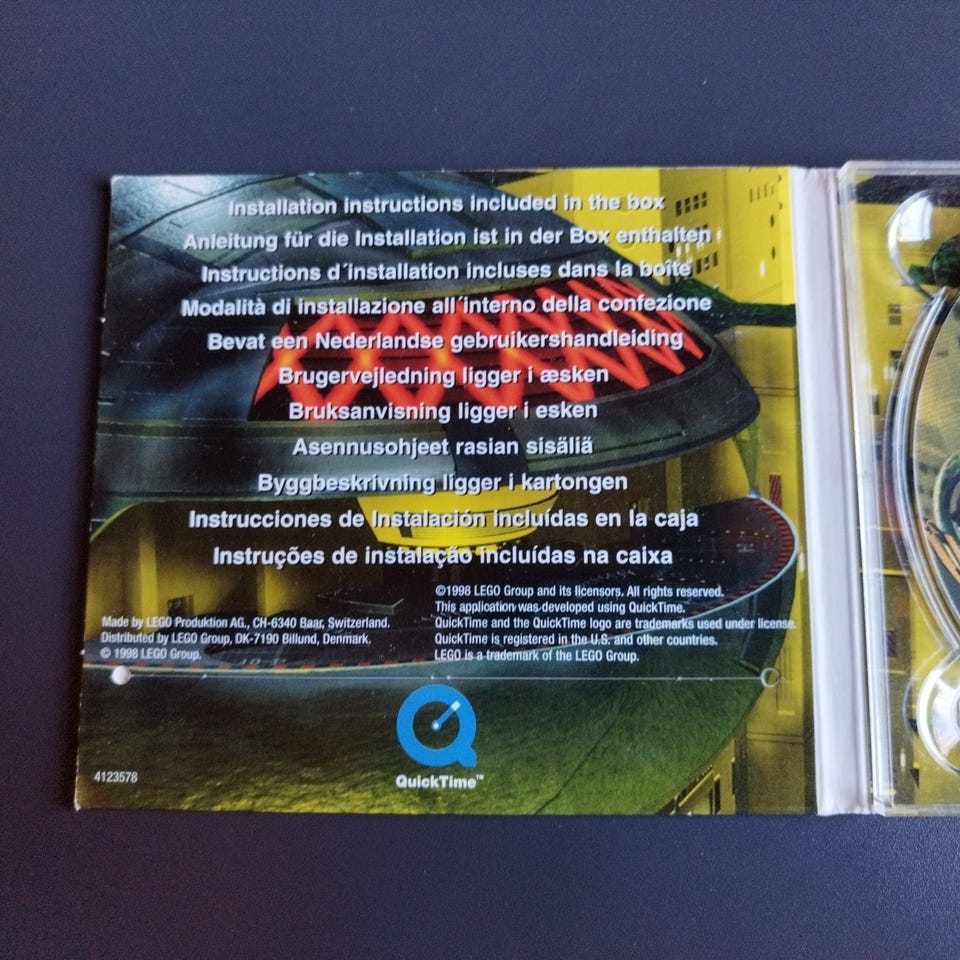 Installation instructions included in the box
Anleitung für die Installation ist in der Box enthalten
Instructions d´installation incluses dans la boîte
Modalità di installazione all´interno della confezione
Bevat een Nederlandse gebruikershandleiding
Brugervejledning ligger i æsken
Bruksanvisning ligger i esken
Asennusohjeet rasian sisäliä
Byggbeskrivning ligger i kartongen
Instrucciones de Instalación incluídas en la caja
Instruções de instalação incluídas na caixa
Made by LEGO Produktion AG., CH-6340 Baar, Switzerland.
Distributed by LEGO Group, DK-7190 Billund, Denmark.
© 1998 LEGO Group.
©1998 LEGO Group and its licensors. All rights reserved.
This application was developed using QuickTime.
QuickTime and the QuickTime logo are trademarks used under license.
QuickTime is registered in the U.S. and other countries.
LEGO is a trademark of the LEGO Group.
QuickTime™
4123578